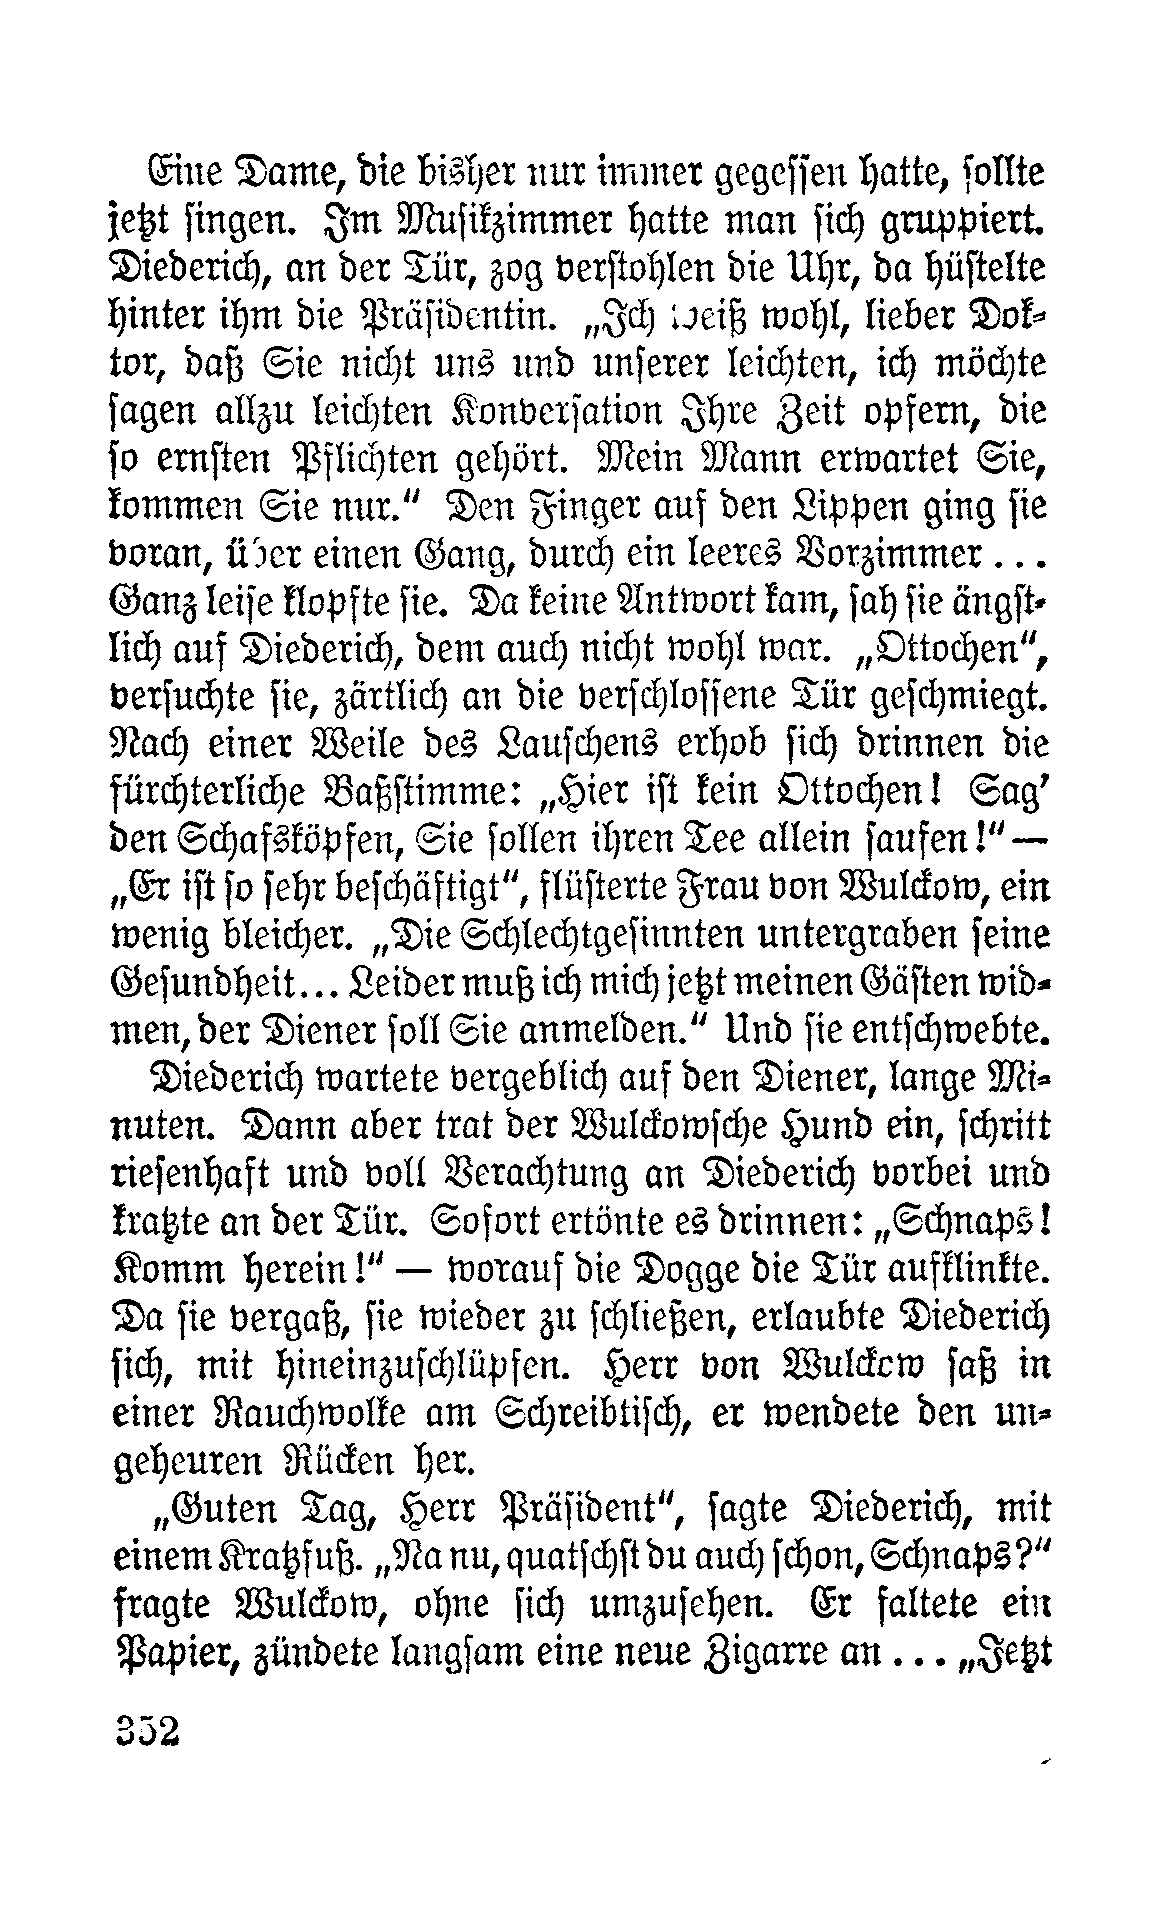 Eine Dame, die bisher nur immer gegessen hatte, sollte
jetzt singen. Im Musikzimmer hatte man sich gruppiert.
Diederich, an der Tür, zog verstohlen die Uhr, da hüstelte
hinter ihm die Präsidentin. „Ich weiß wohl, lieber Dok-
tor, daß Sie nicht uns und unserer leichten, ich möchte
sagen allzu leichten Konversation Ihre Zeit opfern, die
so ernsten Pflichten gehört. Mein Mann erwartet Sie,
kommen Sie nur.“ Den Finger auf den Lippen ging sie
voran, über einen Gang, durch ein leeres Vorzimmer ...
Ganz leise klopfte sie. Da keine Antwort kam, sah sie ängst-
lich auf Diederich, dem auch nicht wohl war. „Ottochen“,
versuchte sie, zärtlich an die verschlossene Tür geschmiegt.
Nach einer Weile des Lauschens erhob sich drinnen die
fürchterliche Baßstimme: „Hier ist kein Ottochen! Sag’
den Schafsköpfen, Sie sollen ihren Tee allein saufen!“ —
„Er ist so sehr beschäftigt“, flüsterte Frau von Wulckow, ein
wenig bleicher. „Die Schlechtgesinnten untergraben seine
Gesundheit... Leider muß ich mich jetzt meinen Gästen wid-
men, der Diener soll Sie anmelden.“ Und sie entschwebte.
Diederich wartete vergeblich auf den Diener, lange Mi-
nuten. Dann aber trat der Wulckowsche Hund ein, schritt
riesenhaft und voll Verachtung an Diederich vorbei und
kratzte an der Tür. Sofort ertönte es drinnen: „Schnaps!
Komm herein!“ — worauf die Dogge die Tür aufklinkte.
Da sie vergaß, sie wieder zu schließen, erlaubte Diederich
sich, mit hineinzuschlüpfen. Herr von Wulckow saß in
einer Rauchwolke am Schreibtisch, er wendete den un-
geheuren Rücken her.
„Guten Tag, Herr Präsident“, sagte Diederich, mit
einem Kratzfuß. „Na nu, quatschst du auch schon, Schnaps?“
fragte Wulckow, ohne sich umzusehen. Er faltete ein
Papier, zündete langsam eine neue Zigarre an ... „Jetzt
352